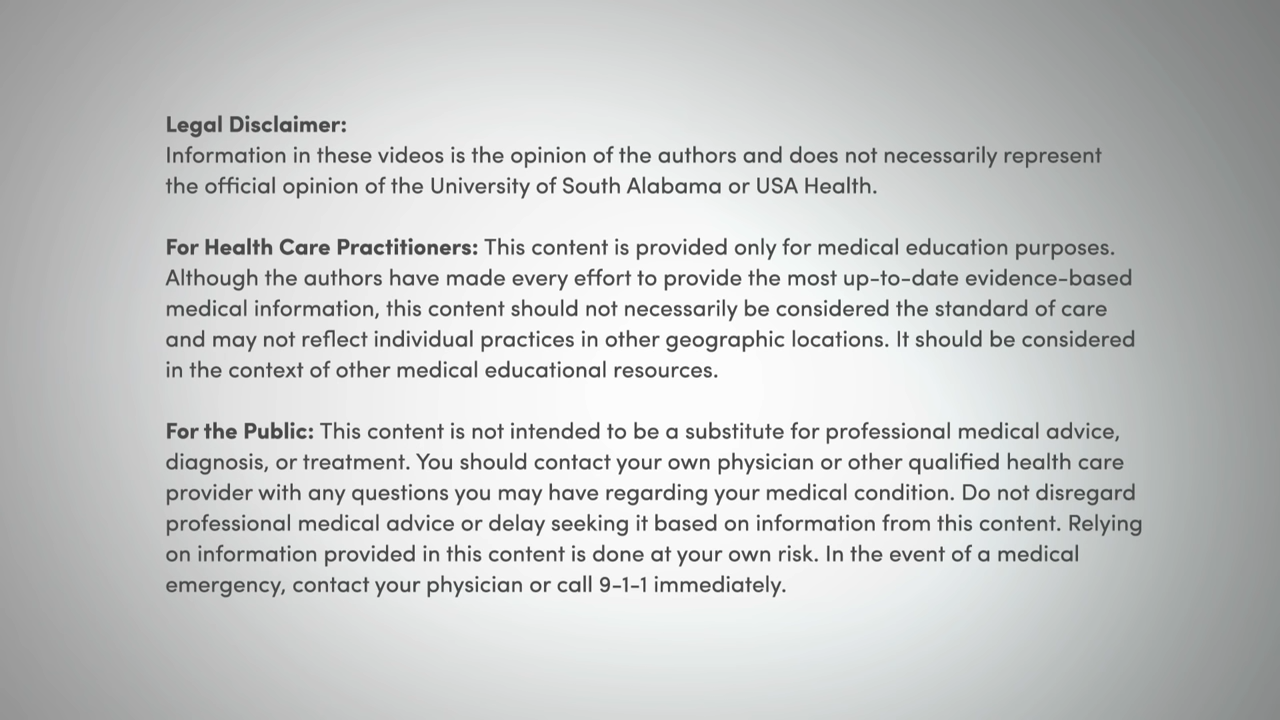 Legal Disclaimer:
Information in these videos is the opinion of the authors and does not necessarily represent
the official opinion of the University of South Alabama or USA Health.
For Health Care Practitioners: This content is provided only for medical education purposes.
Although the authors have made every effort to provide the most up-to-date evidence-based
medical information, this content should not necessarily be considered the standard of care
and may not reflect individual practices in other geographic locations. It should be considered
in the context of other medical educational resources.
For the Public: This content is not intended to be a substitute for professional medical advice,
diagnosis, or treatment. You should contact your own physician or other qualified health care
provider with any questions you may have regarding your medical condition. Do not disregard
professional medical advice or delay seeking it based on information from this content. Relying
on information provided in this content is done at your own risk. In the event of a medical
emergency, contact your physician or call 9-1-1 immediately.